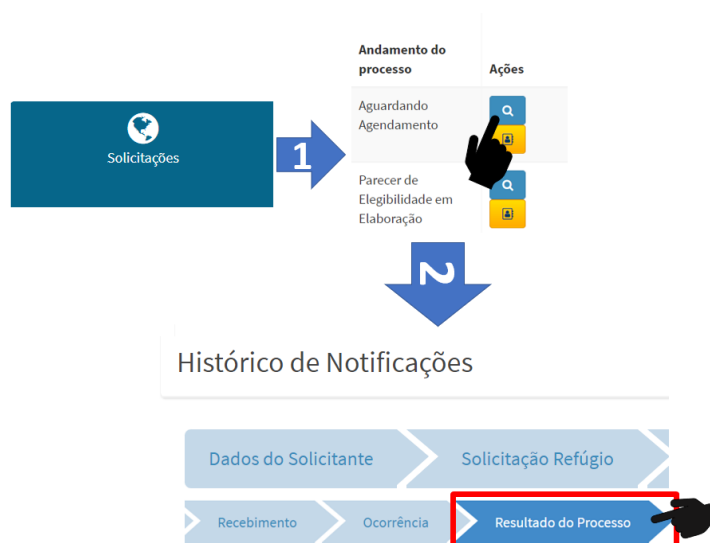 Andamento do
processo
Ações
Solicitações
1
Aguardando
Agendamento
Parecer de
Elegibilidade em
Elaboração
2
Histórico de Notificações
Dados do Solicitante
Solicitação Refúgio
Recebimento
Ocorrência
Resultado do Processo